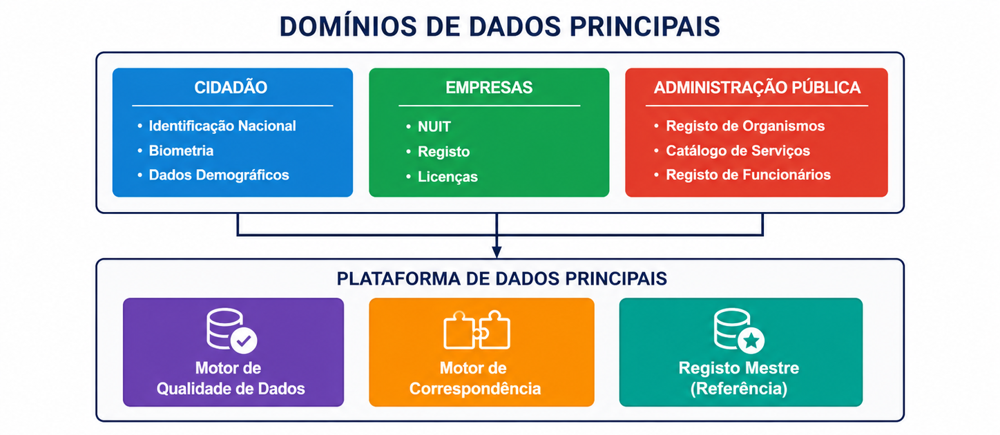 DOMÍNIOS DE DADOS PRINCIPAIS
CIDADÃO
• Identificação Nacional
• Biometria
• Dados Demográficos
EMPRESAS
• NUIT
• Registo
• Licenças
ADMINISTRAÇÃO PÚBLICA
• Registo de Organismos
• Catálogo de Serviços
• Registo de Funcionários
PLATAFORMA DE DADOS PRINCIPAIS
Motor de
Qualidade de Dados
Motor de
Correspondência
Registo Mestre
(Referência)